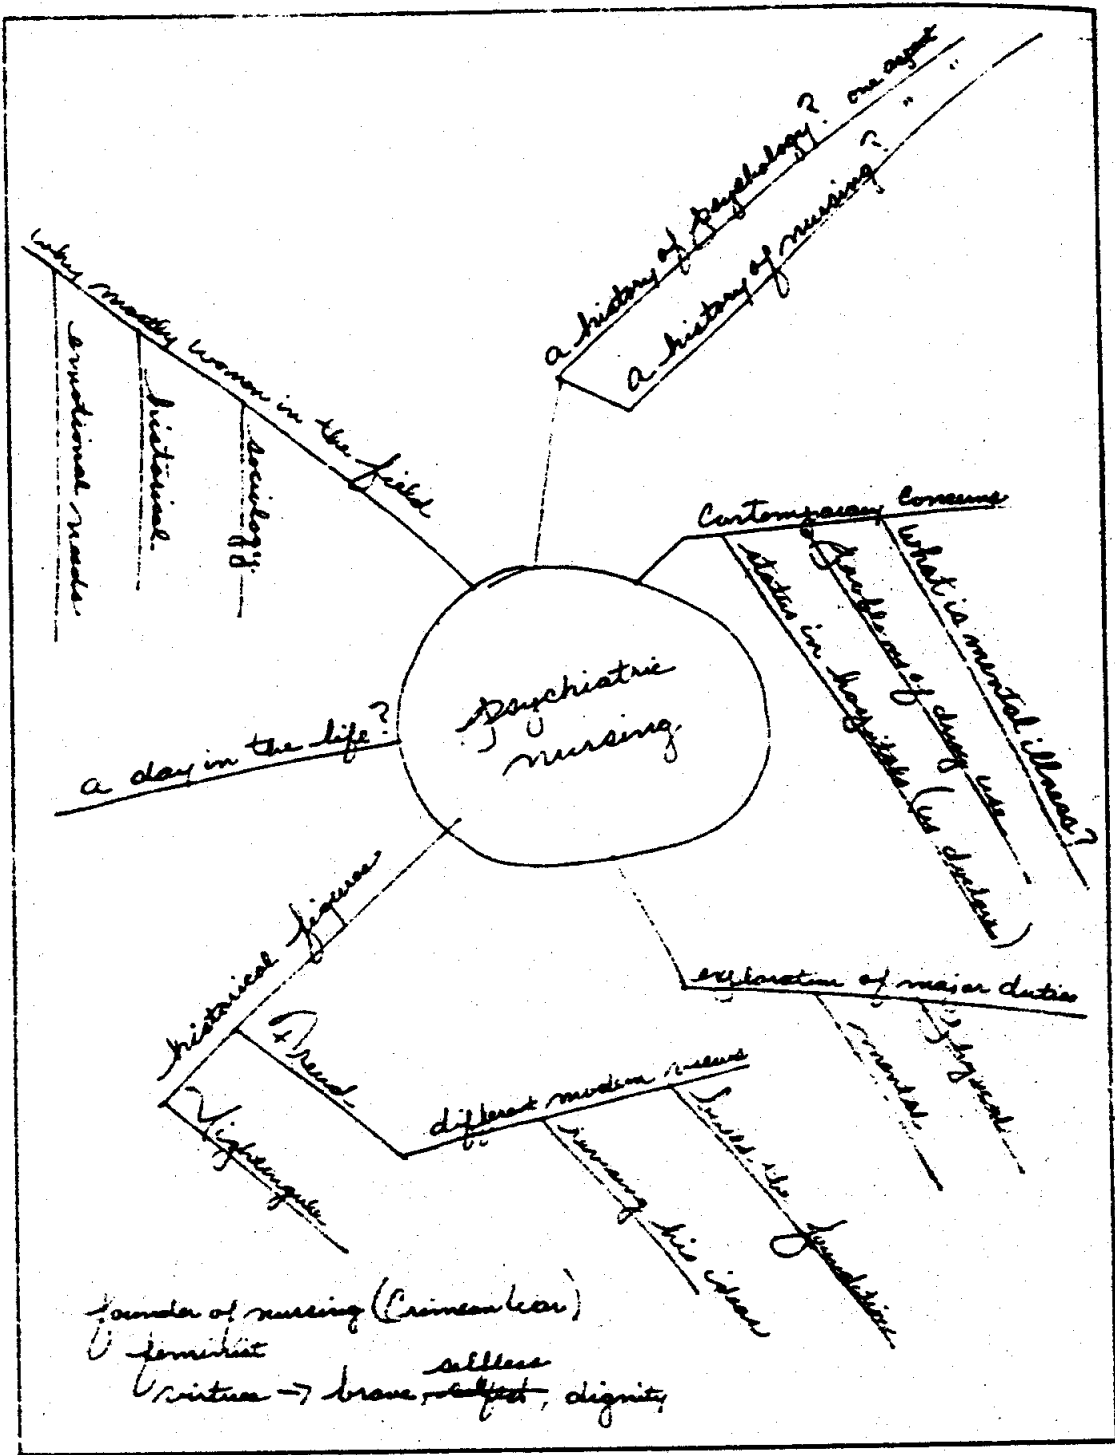 a history of psychology? one aspect
a history of nursing? " "
why mostly women in the field
emotional needs
historical
sociology
Contemporary Concerns
what is mental illness?
problems of drug use
status in hospitals (vs doctors)
psychiatric
nursing
a day in the life?
historical figures
Freud
Nightingale
different modern views
using his ideas
the foundation
exploration of major duties
mental
physical
founder of nursing (Crimean War)
feminist
selfless
virtues → brave, dignity